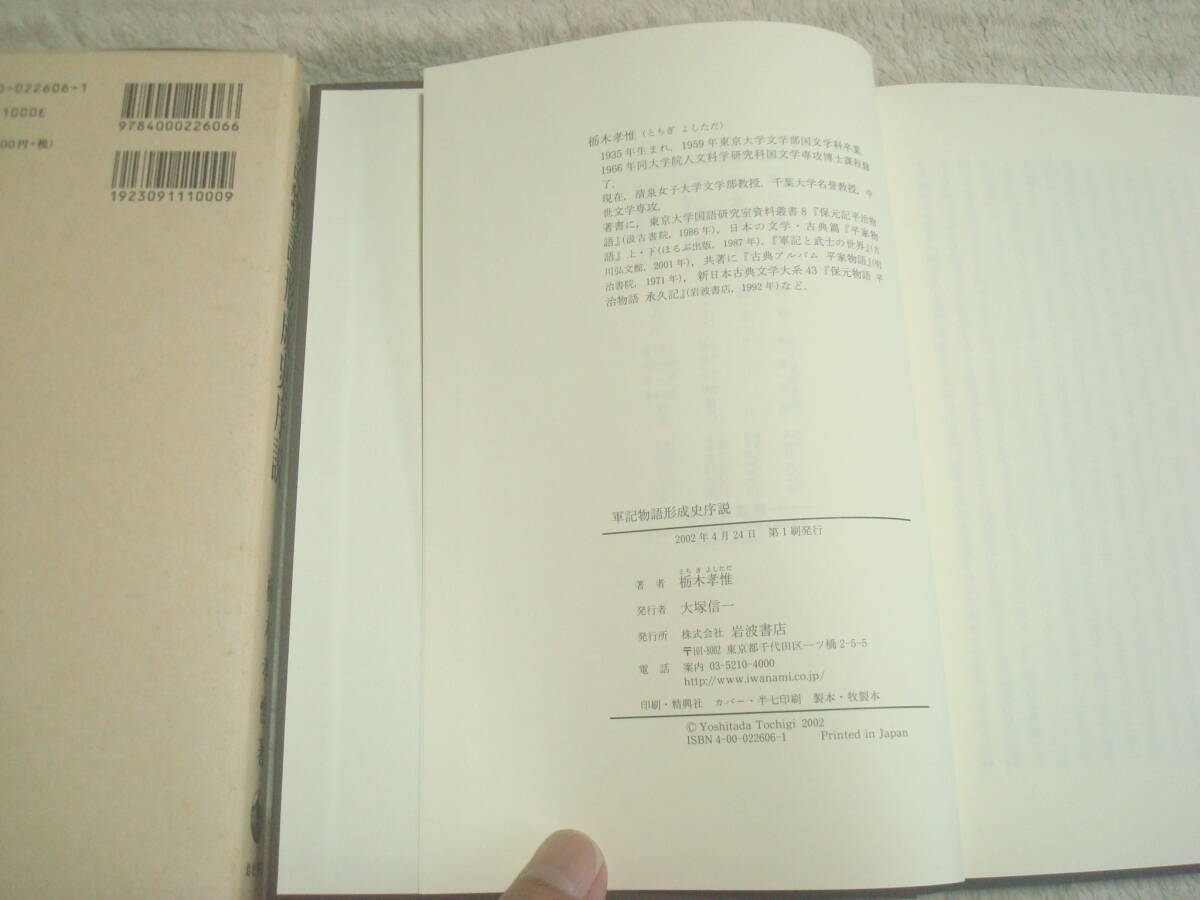 0-022606-1
1000E
00円+税)
9784000226066
1923091110009
栃木孝惟(とちぎ よしただ)
1935年生まれ.1959年東京大学文学部国文学科卒業.
1966年同大学院人文科学研究科国文学専攻博士課程修
了.
現在,清泉女子大学文学部教授.千葉大学名誉教授.中
世文学専攻.
著書に,東京大学国語研究室資料叢書8『保元記平治物
語』(汲古書院,1986年),日本の文学・古典篇『平家物
語』上・下(ほるぷ出版,1987年),『軍記と武士の世界』(吉
川弘文館,2001年),共著に『古典アルバム 平家物語』(明
治書院,1971年),新日本古典文学大系43『保元物語 平
治物語 承久記』(岩波書店,1992年)など.
軍記物語形成史序説
2002年4月24日 第1刷発行
とち ぎ よしただ
著者 栃木孝惟
発行者 大塚信一
発行所 株式会社 岩波書店
〒101-8002 東京都千代田区一ツ橋2-5-5
電話 案内 03-5210-4000
http://www.iwanami.co.jp/
印刷・精興社 カバー・半七印刷 製本・牧製本
© Yoshitada Tochigi 2002
ISBN 4-00-022606-1 Printed in Japan